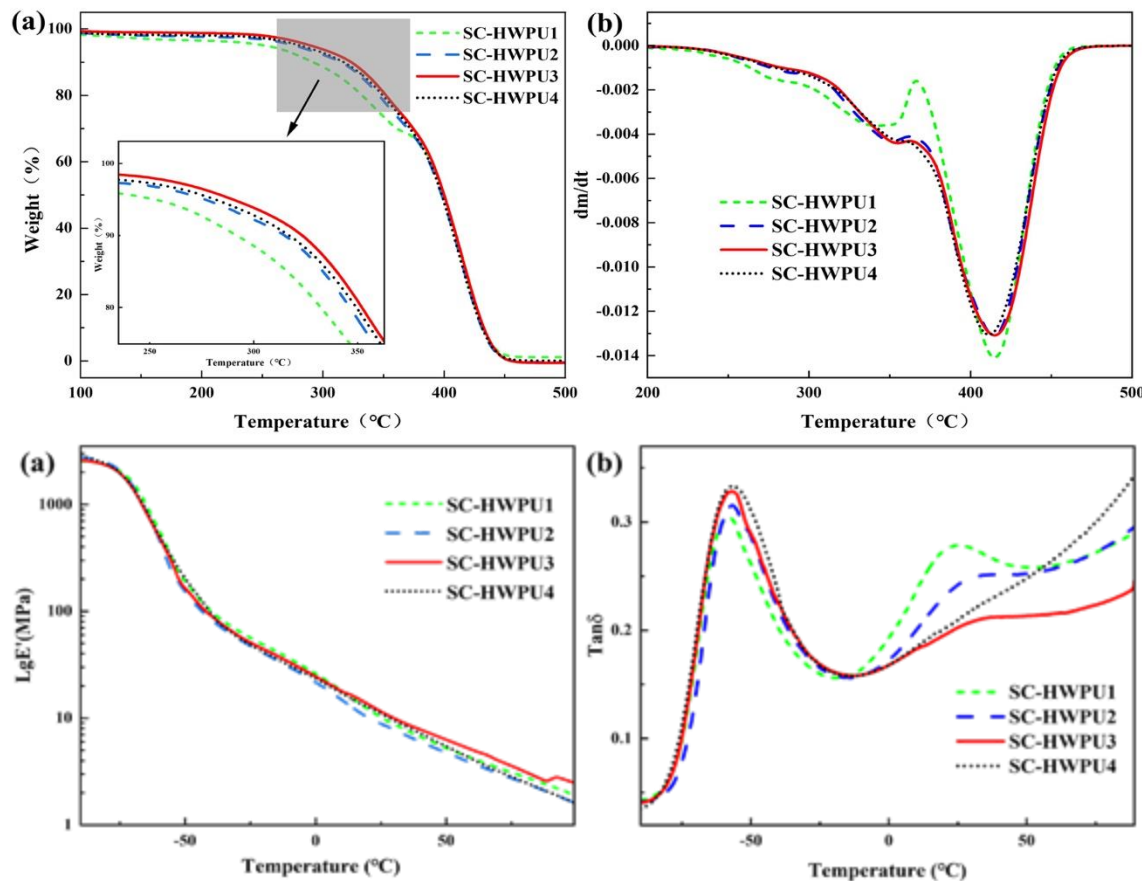 (a)
SC-HWPU1
SC-HWPU2
SC-HWPU3
SC-HWPU4
100
80
60
40
20
0
Weight（%）
100
90
80
Weight（%）
250
300
350
Temperature（℃）
100
200
300
400
500
Temperature（℃）
(b)
0.000
-0.002
-0.004
-0.006
-0.008
-0.010
-0.012
-0.014
dm/dt
SC-HWPU1
SC-HWPU2
SC-HWPU3
SC-HWPU4
200
300
400
500
Temperature（℃）
(a)
1000
100
10
1
LgE'(MPa)
SC-HWPU1
SC-HWPU2
SC-HWPU3
SC-HWPU4
-50
0
50
Temperature (℃)
(b)
0.3
0.2
0.1
Tanδ
SC-HWPU1
SC-HWPU2
SC-HWPU3
SC-HWPU4
-50
0
50
Temperature (℃)